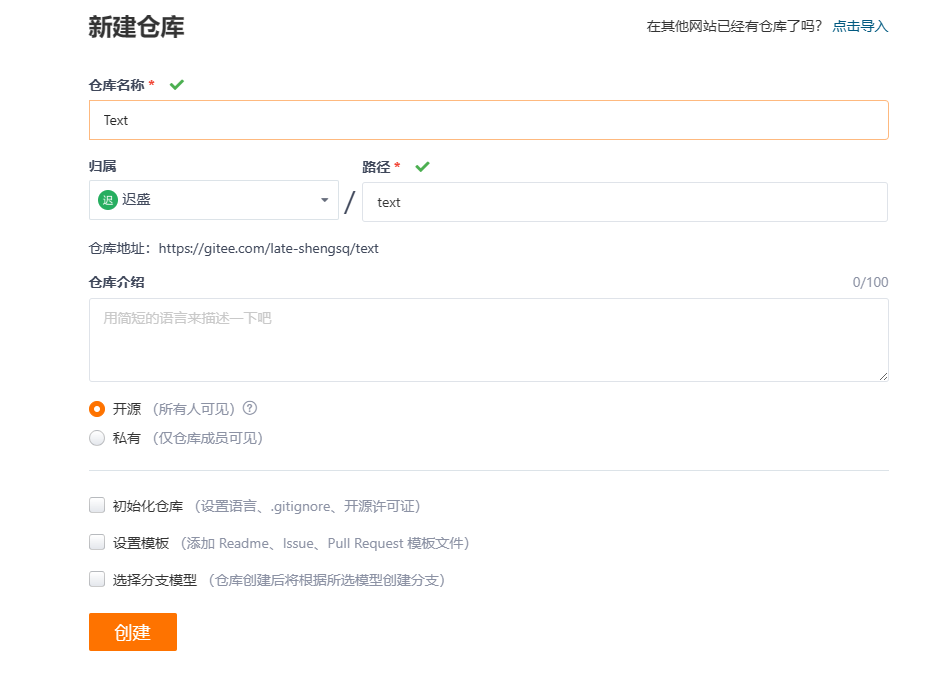 新建仓库
在其他网站已经有仓库了吗？ 点击导入
仓库名称 *
Text
归属
路径 *
迟 迟盛
/
text
仓库地址：https://gitee.com/late-shengsq/text
仓库介绍
0/100
用简短的语言来描述一下吧
开源 （所有人可见） ?
私有 （仅仓库成员可见）
初始化仓库 （设置语言、.gitignore、开源许可证）
设置模板 （添加 Readme、Issue、Pull Request 模板文件）
选择分支模型 （仓库创建后将根据所选模型创建分支）
创建